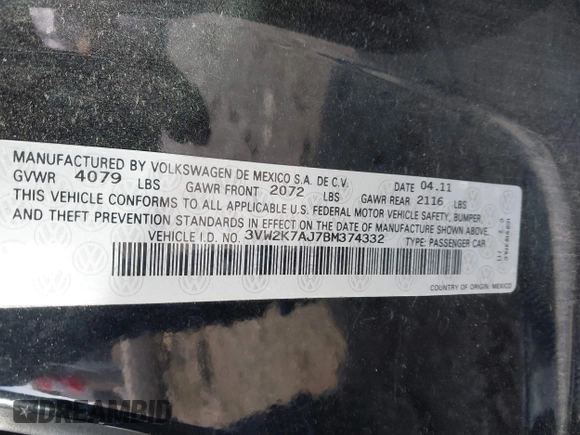 MANUFACTURED BY VOLKSWAGEN DE MEXICO S.A. DE C.V.
GVWR 4079 LBS GAWR FRONT 2072 LBS DATE 04.11 GAWR REAR 2116 LBS
THIS VEHICLE CONFORMS TO ALL APPLICABLE U.S. FEDERAL MOTOR VEHICLE SAFETY, BUMPER
AND THEFT PREVENTION STANDARDS IN EFFECT ON THE DATE OF MANUFACTURE SHOWN ABOVE.
VEHICLE I.D. NO. 3VW2K7AJ7BM374332 TYPE: PASSENGER CAR
COUNTRY OF ORIGIN: MEXICO
DREAMBID